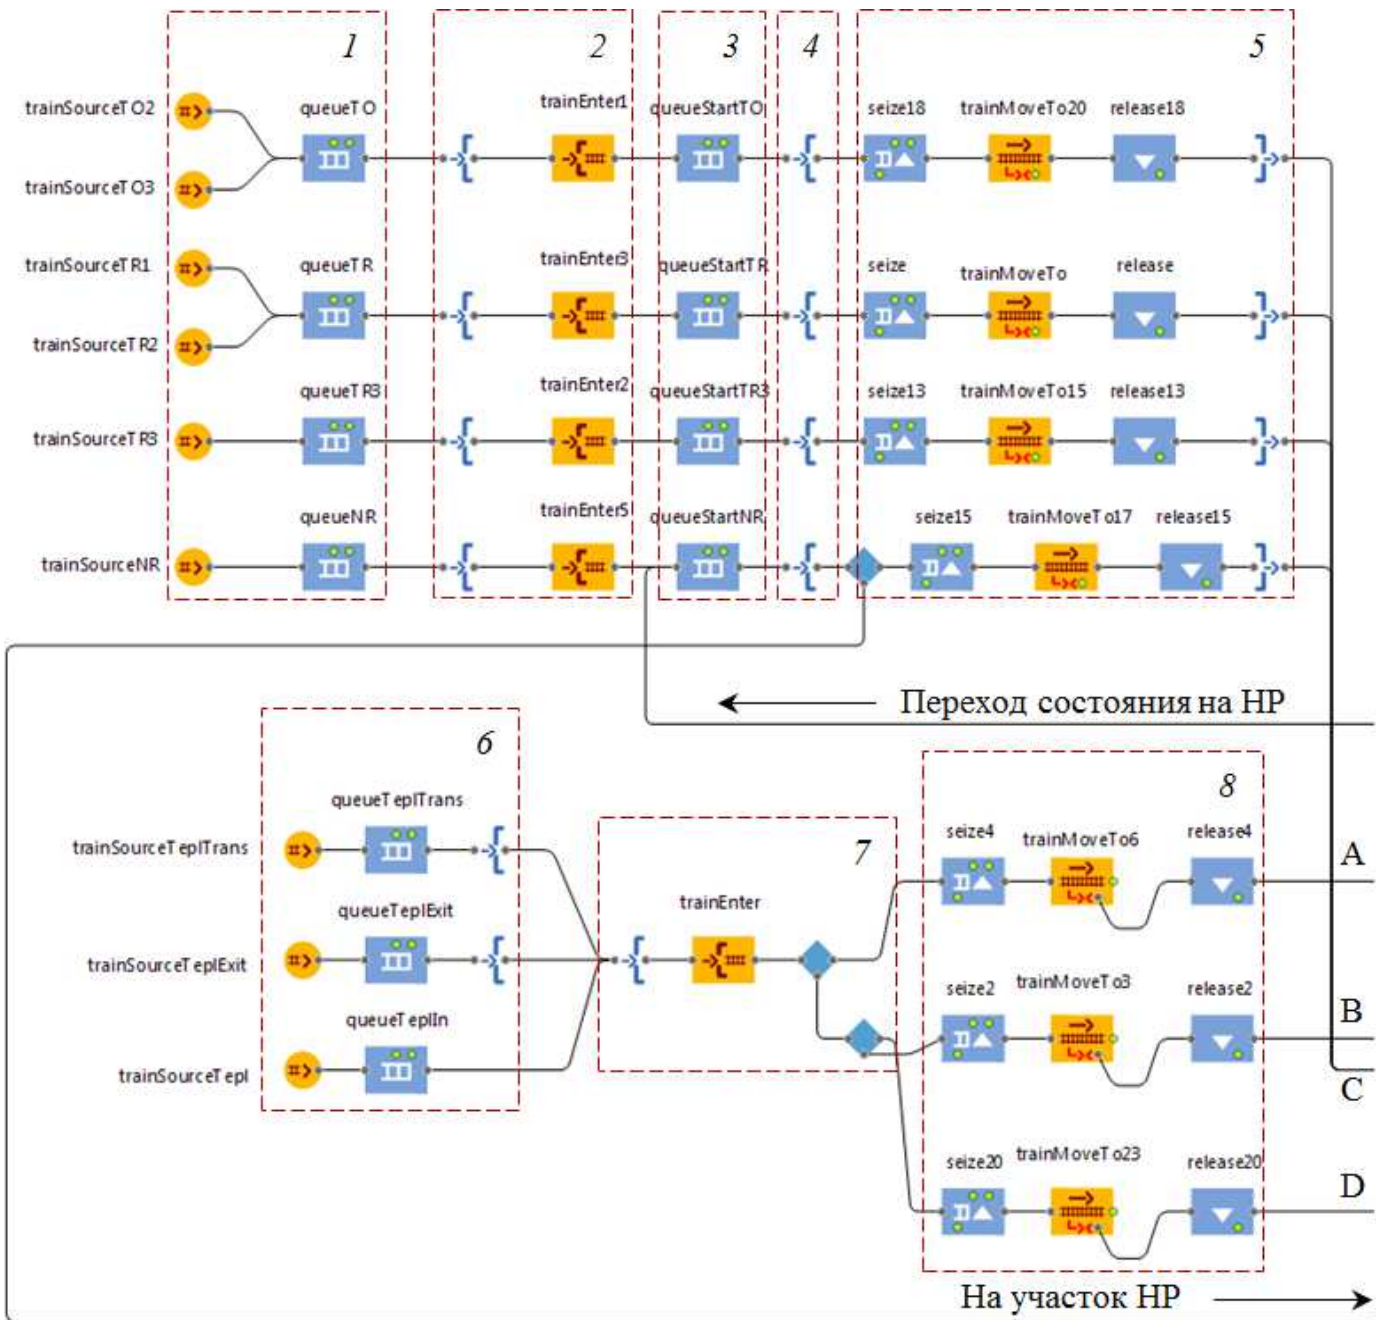 1
2
3
4
5
trainSourceTO2
queueTO
trainEnter1
queueStartTO
seize18
trainMoveTo20
release18
trainSourceTO3
trainSourceTR1
queueTR
trainEnter3
queueStartTR
seize
trainMoveTo
release
trainSourceTR2
queueTR3
trainEnter2
queueStartTR3
seize13
trainMoveTo15
release13
trainSourceTR3
queueNR
trainEnter5
queueStartNR
seize15
trainMoveTo17
release15
trainSourceNR
Переход состояния на НР
6
7
8
queueTeplTrans
trainSourceTeplTrans
queueTeplExit
trainSourceTeplExit
queueTeplIn
trainSourceTepl
trainEnter
seize4
trainMoveTo6
release4
A
seize2
trainMoveTo3
release2
B
C
seize20
trainMoveTo23
release20
D
На участок НР